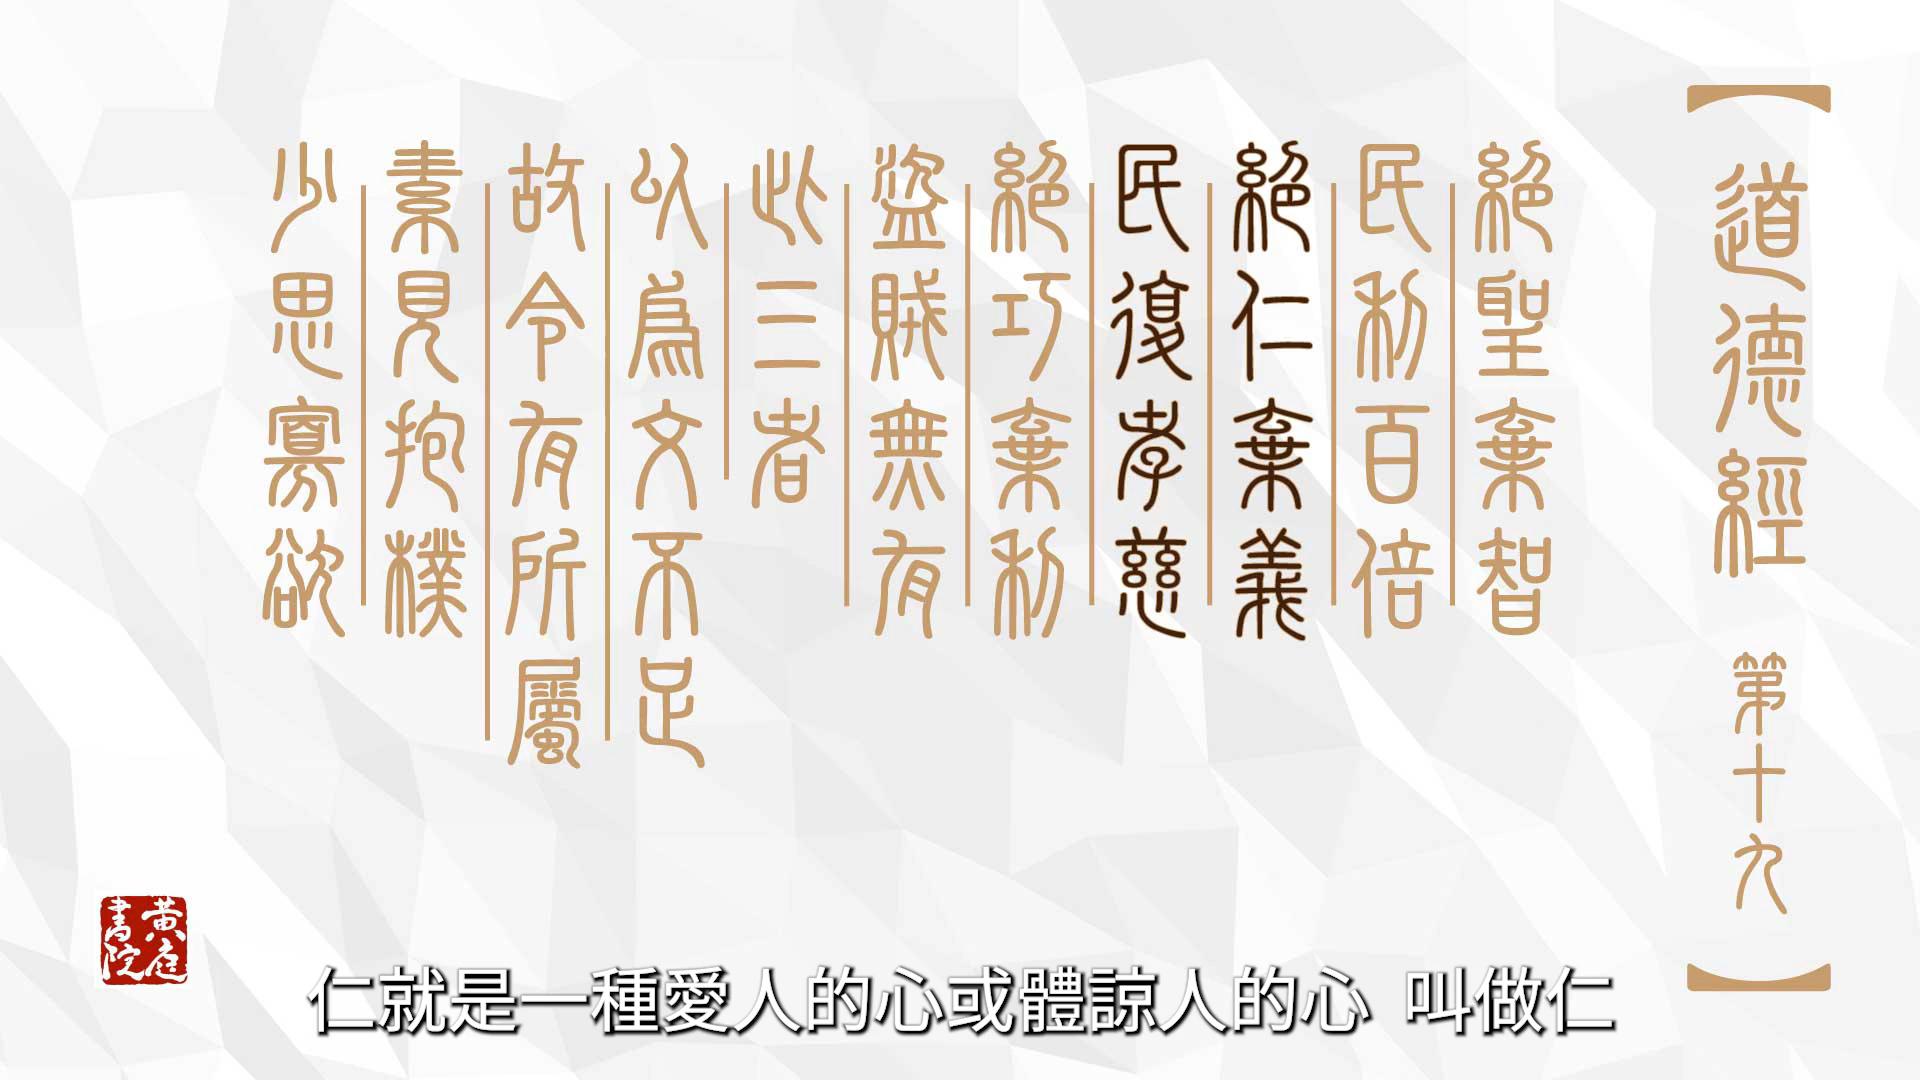 道德經 第十九
絕聖棄智
民利百倍
絕仁棄義
民復孝慈
絕巧棄利
盜賊無有
此三者
以為文不足
故令有所屬
素見抱樸
少思寡欲
黃庭書院
仁就是一種愛人的心或體諒人的心 叫做仁